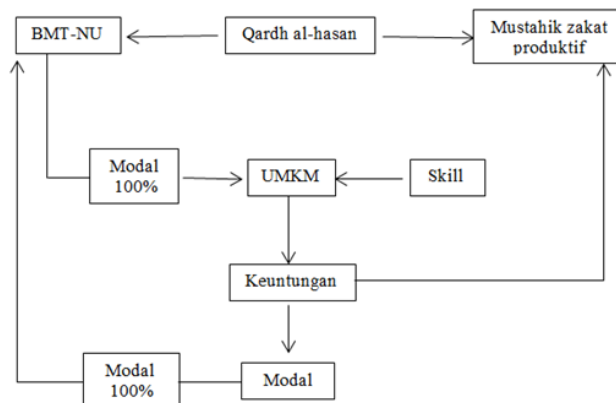 BMT-NU
Qardh al-hasan
Mustahik zakat
produktif
Modal
100%
UMKM
Skill
Keuntungan
Modal
100%
Modal